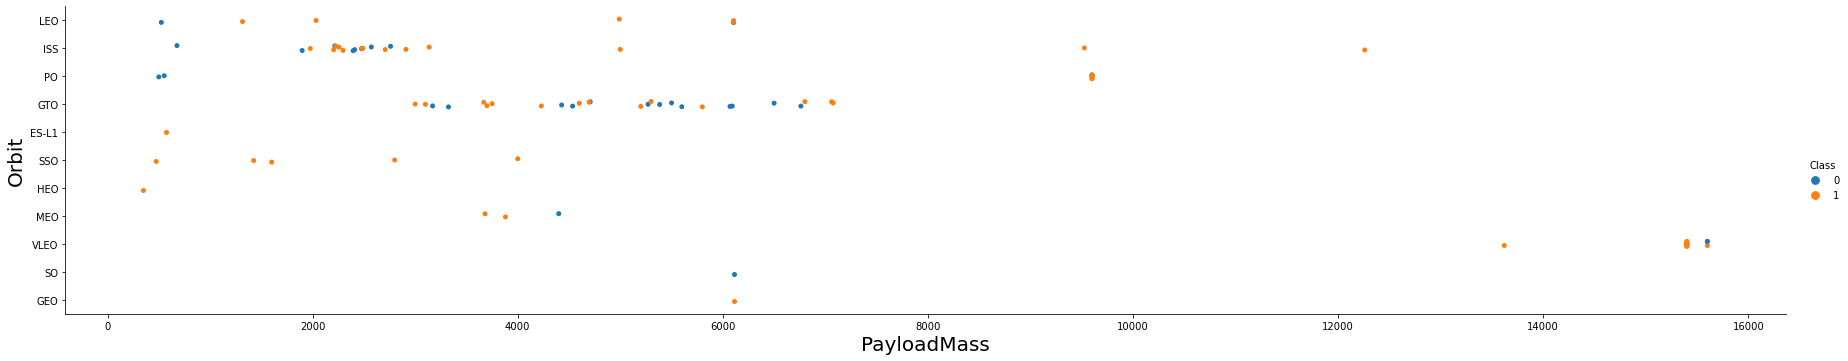 Orbit
LEO
ISS
PO
GTO
ES-L1
SSO
HEO
MEO
VLEO
SO
GEO
0
2000
4000
6000
8000
10000
12000
14000
16000
PayloadMass
Class
0
1